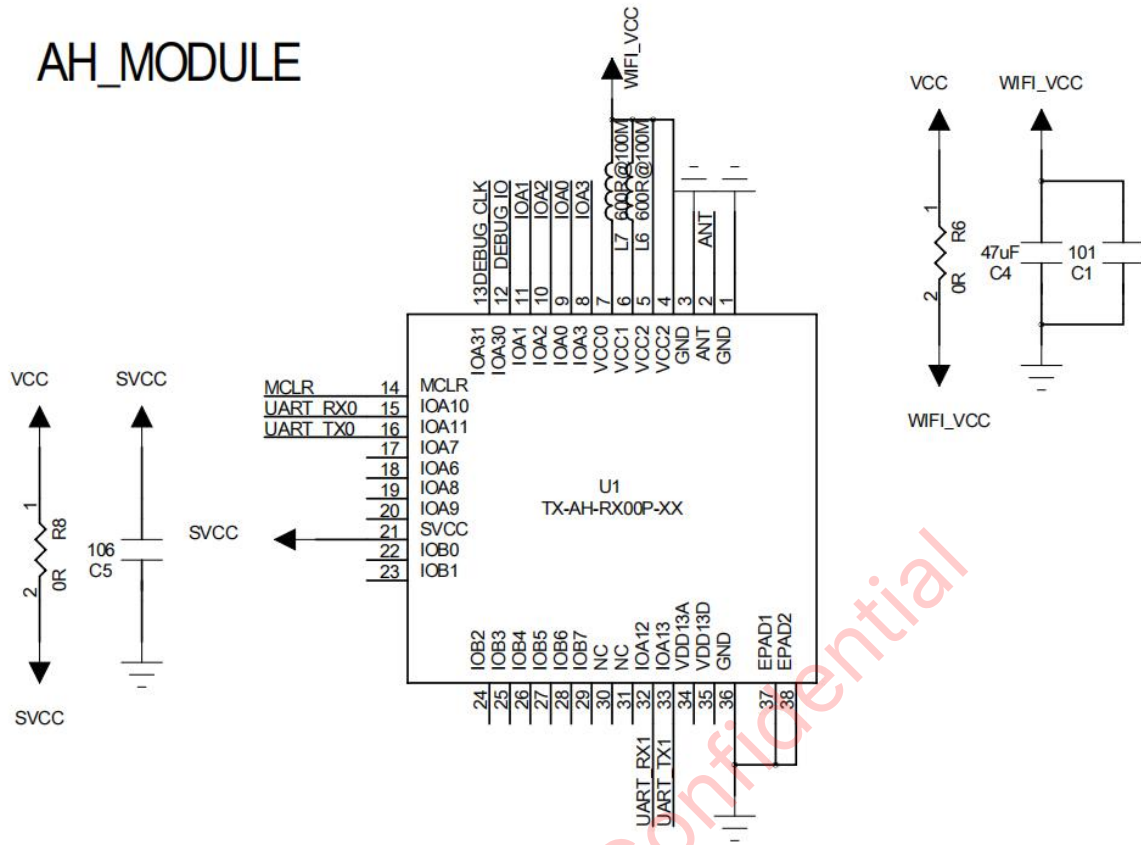 AH_MODULE
WIFI_VCC
VCC
WIFI_VCC
L7 600R@100M
L6 600R@100M
DEBUG_CLK
DEBUG_IO
IOA1
IOA2
IOA0
IOA3
ANT
13
12
11
10
9
8
7
6
5
4
3
2
1
IOA31
IOA30
IOA1
IOA2
IOA0
IOA3
VCC0
VCC1
VCC2
VCC2
GND
ANT
GND
1
R6
0R
2
WIFI_VCC
47uF
C4
101
C1
VCC
SVCC
1
R8
0R
2
SVCC
106
C5
MCLR 14 MCLR
UART_RX0 15 IOA10
UART_TX0 16 IOA11
17 IOA7
18 IOA6
19 IOA8
20 IOA9
SVCC 21 SVCC
22 IOB0
23 IOB1
U1
TX-AH-RX00P-XX
IOB2
IOB3
IOB4
IOB5
IOB6
IOB7
NC
NC
IOA12
IOA13
VDD13A
VDD13D
GND
EPAD1
EPAD2
24
25
26
27
28
29
30
31
32
33
34
35
36
37
38
UART_RX1
UART_TX1
Confidential